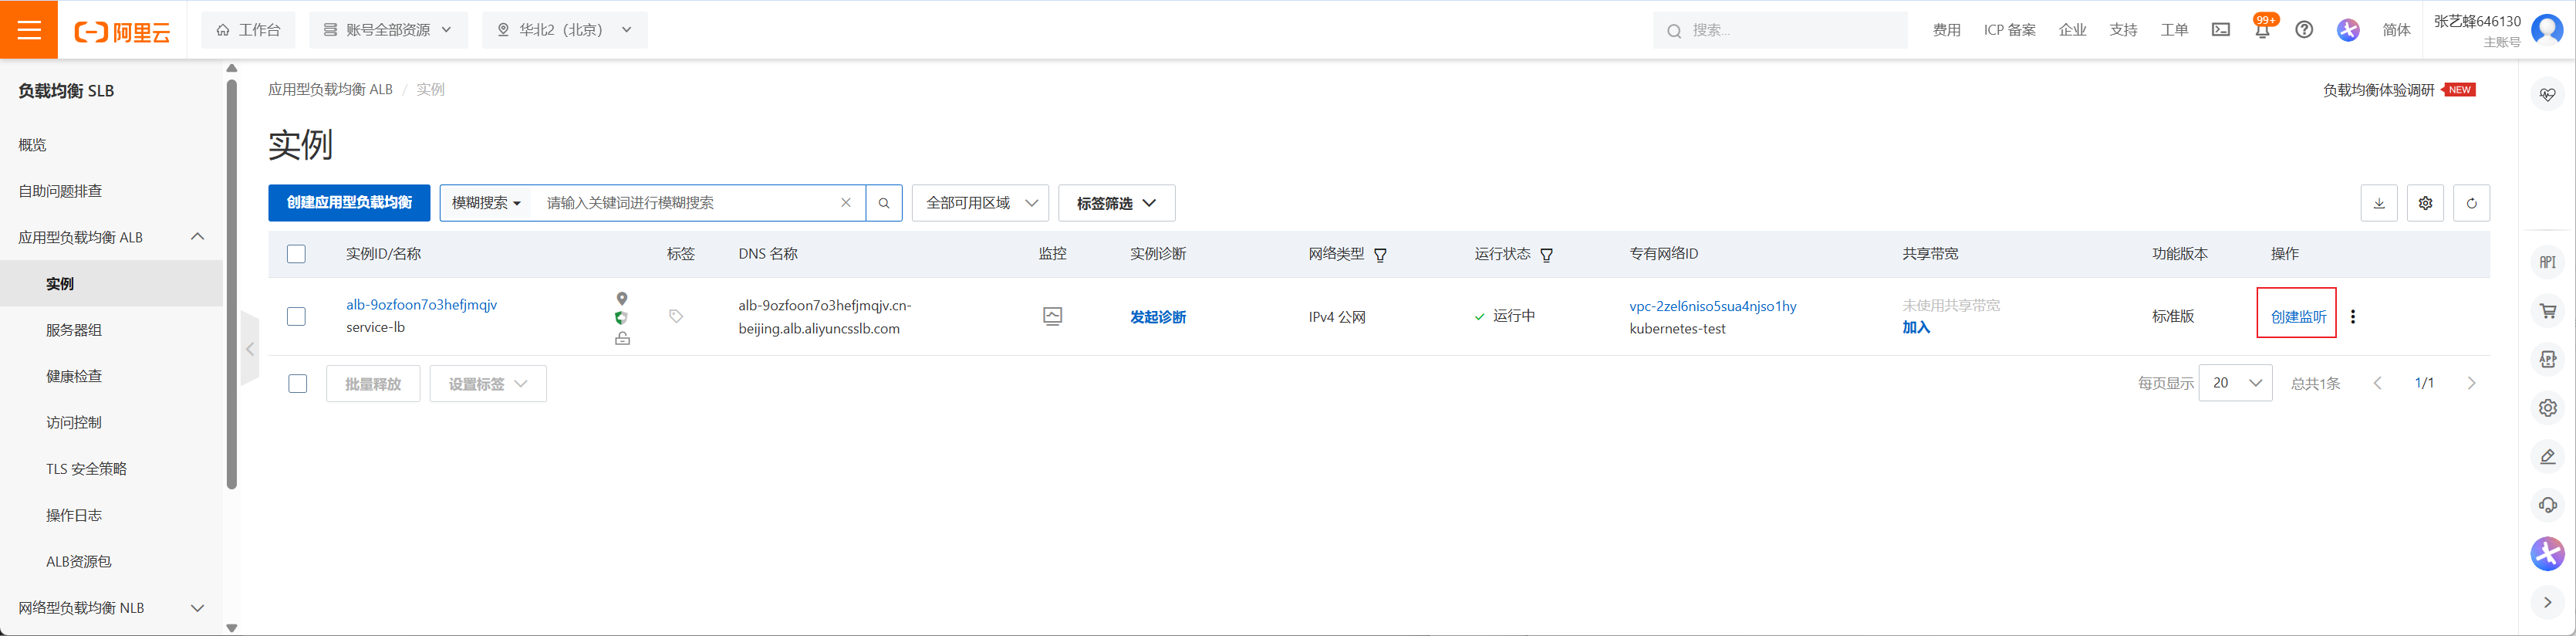 阿里云
工作台
账号全部资源
华北2（北京）
搜索...
费用
ICP 备案
企业
支持
工单
99+
简体
张艺蜂646130
主账号
负载均衡 SLB
概览
自助问题排查
应用型负载均衡 ALB
实例
服务器组
健康检查
访问控制
TLS 安全策略
操作日志
ALB资源包
网络型负载均衡 NLB
应用型负载均衡 ALB / 实例
负载均衡体验调研 NEW
实例
创建应用型负载均衡
模糊搜索
请输入关键词进行模糊搜索
全部可用区域
标签筛选
实例ID/名称
标签
DNS 名称
监控
实例诊断
网络类型
运行状态
专有网络ID
共享带宽
功能版本
操作
alb-9ozfoon7o3hefjmqjv
service-lb
alb-9ozfoon7o3hefjmqjv.cn-
beijing.alb.aliyuncsslb.com
发起诊断
IPv4 公网
运行中
vpc-2zel6niso5sua4njso1hy
kubernetes-test
未使用共享带宽
加入
标准版
创建监听
批量释放
设置标签
每页显示
20
总共1条
1/1
API
APP